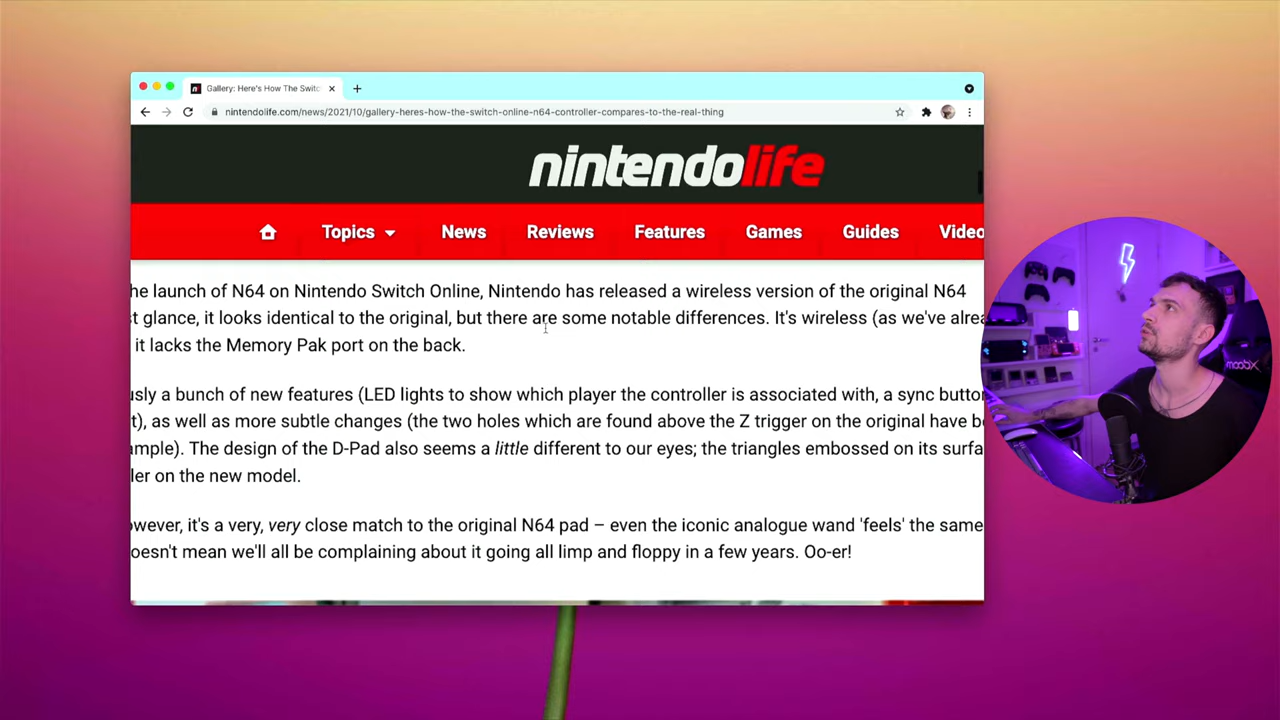 Gallery: Here's How The Switc
nintendolife.com/news/2021/10/gallery-heres-how-the-switch-online-n64-controller-compares-to-the-real-thing
nintendolife
Topics News Reviews Features Games Guides Video
he launch of N64 on Nintendo Switch Online, Nintendo has released a wireless version of the original N64
t glance, it looks identical to the original, but there are some notable differences. It's wireless (as we've alrea
it lacks the Memory Pak port on the back.
usly a bunch of new features (LED lights to show which player the controller is associated with, a sync button
t), as well as more subtle changes (the two holes which are found above the Z trigger on the original have be
mple). The design of the D-Pad also seems a little different to our eyes; the triangles embossed on its surfa
ler on the new model.
owever, it's a very, very close match to the original N64 pad – even the iconic analogue wand 'feels' the same
oesn't mean we'll all be complaining about it going all limp and floppy in a few years. Oo-er!